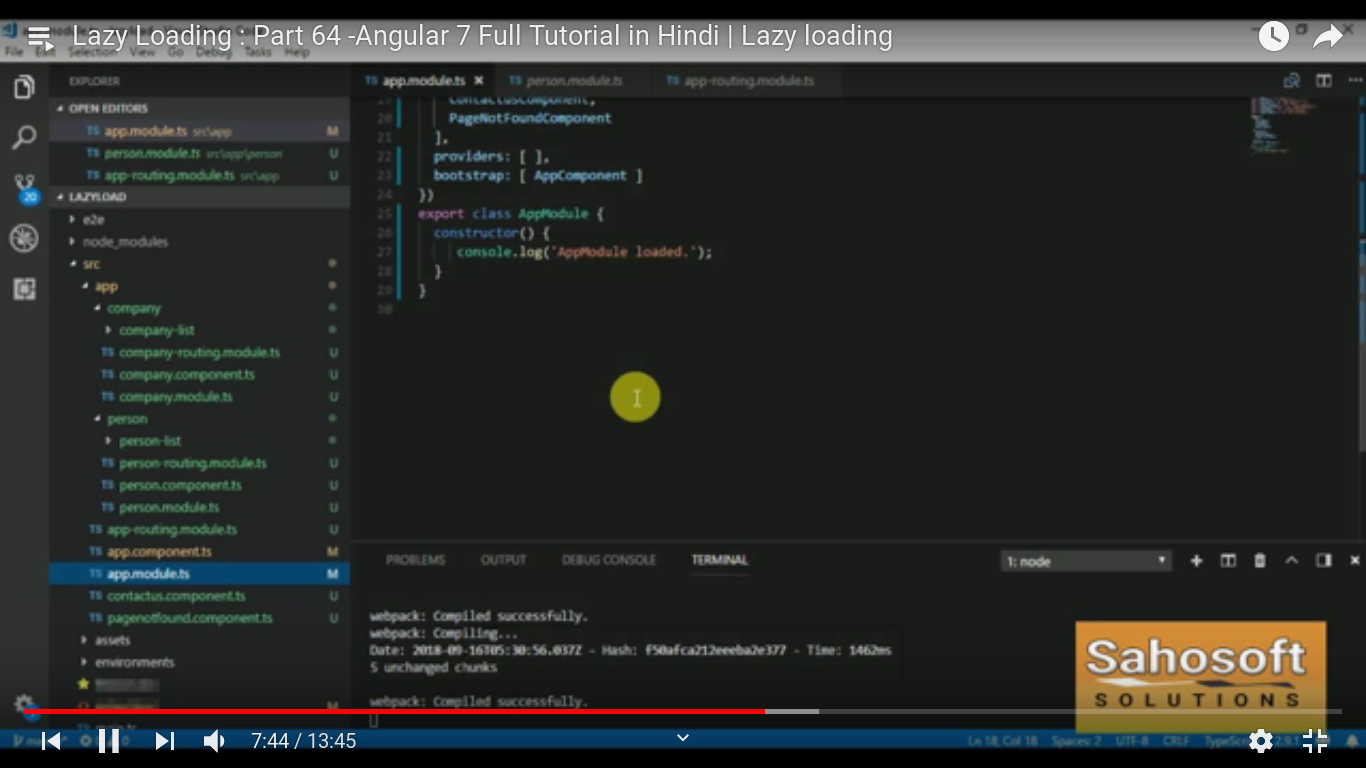 Lazy Loading : Part 64 -Angular 7 Full Tutorial in Hindi | Lazy loading
File Edit Selection View Go Debug Tasks Help
EXPLORER
OPEN EDITORS
TS app.module.ts src\app M
TS person.module.ts src\app\person U
TS app-routing.module.ts src\app U
20
LAZYLOAD
e2e
node_modules
src
app
company
company-list
TS company-routing.module.ts U
TS company.component.ts U
TS company.module.ts U
person
person-list
TS person-routing.module.ts U
TS person.component.ts U
TS person.module.ts U
TS app-routing.module.ts U
TS app.component.ts M
TS app.module.ts M
TS contactus.component.ts U
TS pagenotfound.component.ts U
assets
environments
TS main.ts
TS app.module.ts TS person.module.ts TS app-routing.module.ts
19 ContactusComponent,
20 PageNotFoundComponent
21 ],
22 providers: [ ],
23 bootstrap: [ AppComponent ]
24 })
25 export class AppModule {
26 constructor() {
27 console.log('AppModule loaded.');
28 }
29 }
30
PROBLEMS OUTPUT DEBUG CONSOLE TERMINAL 1: node
webpack: Compiled successfully.
webpack: Compiling...
Date: 2018-09-16T05:30:56.037Z - Hash: f50afca212eeeba2e377 - Time: 1462ms
5 unchanged chunks
webpack: Compiled successfully.
Sahosoft
SOLUTIONS
7:44 / 13:45
Ln 18, Col 18 Spaces: 2 UTF-8 CRLF 2.9.1